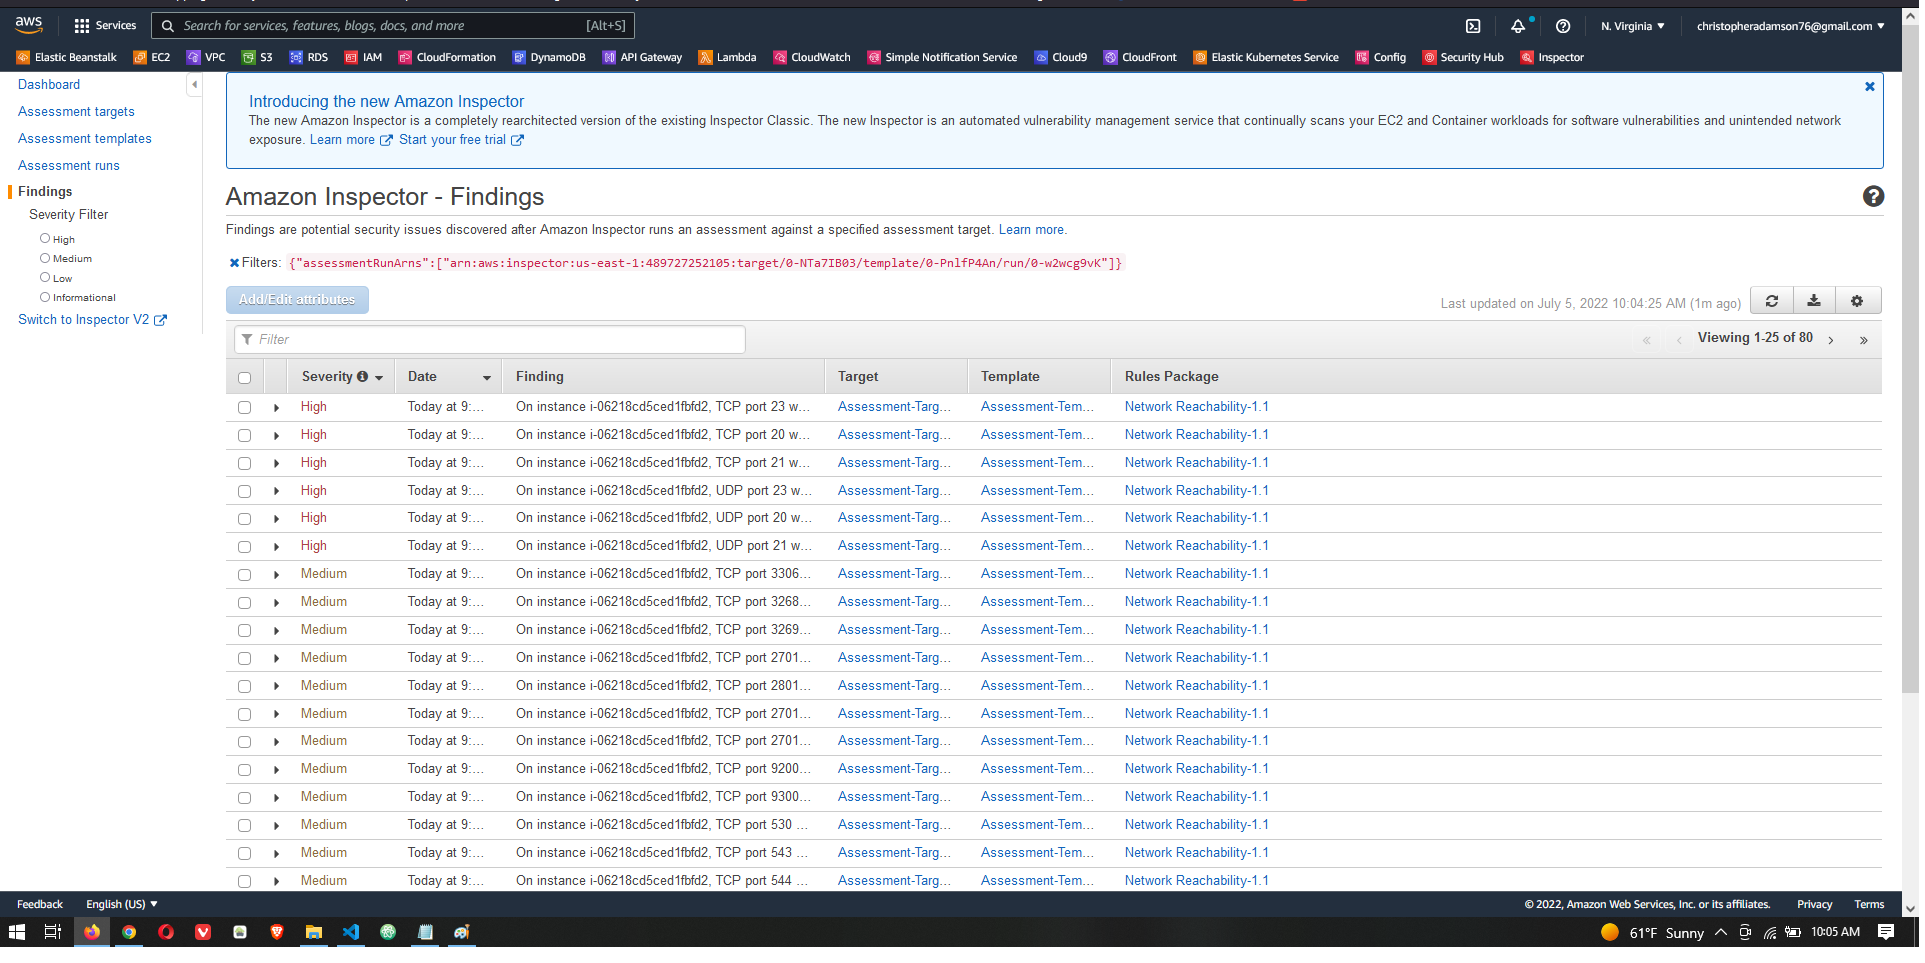 aws
Services
Search for services, features, blogs, docs, and more
[Alt+S]
N. Virginia
christopheradamson76@gmail.com
Elastic Beanstalk
EC2
VPC
S3
RDS
IAM
CloudFormation
DynamoDB
API Gateway
Lambda
CloudWatch
Simple Notification Service
Cloud9
CloudFront
Elastic Kubernetes Service
Config
Security Hub
Inspector
Dashboard
Assessment targets
Assessment templates
Assessment runs
Findings
Severity Filter
High
Medium
Low
Informational
Switch to Inspector V2
Introducing the new Amazon Inspector
The new Amazon Inspector is a completely rearchitected version of the existing Inspector Classic. The new Inspector is an automated vulnerability management service that continually scans your EC2 and Container workloads for software vulnerabilities and unintended network
exposure. Learn more Start your free trial
Amazon Inspector - Findings
Findings are potential security issues discovered after Amazon Inspector runs an assessment against a specified assessment target. Learn more.
Filters: {"assessmentRunArns":["arn:aws:inspector:us-east-1:489727252105:target/0-NTa7IB03/template/0-PnlfP4An/run/0-w2wcg9vK"]}
Add/Edit attributes
Last updated on July 5, 2022 10:04:25 AM (1m ago)
Filter
« ‹ Viewing 1-25 of 80 › »
Severity Date Finding Target Template Rules Package
High Today at 9:... On instance i-06218cd5ced1fbfd2, TCP port 23 w... Assessment-Targ... Assessment-Tem... Network Reachability-1.1
High Today at 9:... On instance i-06218cd5ced1fbfd2, TCP port 20 w... Assessment-Targ... Assessment-Tem... Network Reachability-1.1
High Today at 9:... On instance i-06218cd5ced1fbfd2, TCP port 21 w... Assessment-Targ... Assessment-Tem... Network Reachability-1.1
High Today at 9:... On instance i-06218cd5ced1fbfd2, UDP port 23 w... Assessment-Targ... Assessment-Tem... Network Reachability-1.1
High Today at 9:... On instance i-06218cd5ced1fbfd2, UDP port 20 w... Assessment-Targ... Assessment-Tem... Network Reachability-1.1
High Today at 9:... On instance i-06218cd5ced1fbfd2, UDP port 21 w... Assessment-Targ... Assessment-Tem... Network Reachability-1.1
Medium Today at 9:... On instance i-06218cd5ced1fbfd2, TCP port 3306... Assessment-Targ... Assessment-Tem... Network Reachability-1.1
Medium Today at 9:... On instance i-06218cd5ced1fbfd2, TCP port 3268... Assessment-Targ... Assessment-Tem... Network Reachability-1.1
Medium Today at 9:... On instance i-06218cd5ced1fbfd2, TCP port 3269... Assessment-Targ... Assessment-Tem... Network Reachability-1.1
Medium Today at 9:... On instance i-06218cd5ced1fbfd2, TCP port 2701... Assessment-Targ... Assessment-Tem... Network Reachability-1.1
Medium Today at 9:... On instance i-06218cd5ced1fbfd2, TCP port 2801... Assessment-Targ... Assessment-Tem... Network Reachability-1.1
Medium Today at 9:... On instance i-06218cd5ced1fbfd2, TCP port 2701... Assessment-Targ... Assessment-Tem... Network Reachability-1.1
Medium Today at 9:... On instance i-06218cd5ced1fbfd2, TCP port 2701... Assessment-Targ... Assessment-Tem... Network Reachability-1.1
Medium Today at 9:... On instance i-06218cd5ced1fbfd2, TCP port 9200... Assessment-Targ... Assessment-Tem... Network Reachability-1.1
Medium Today at 9:... On instance i-06218cd5ced1fbfd2, TCP port 9300... Assessment-Targ... Assessment-Tem... Network Reachability-1.1
Medium Today at 9:... On instance i-06218cd5ced1fbfd2, TCP port 530 ... Assessment-Targ... Assessment-Tem... Network Reachability-1.1
Medium Today at 9:... On instance i-06218cd5ced1fbfd2, TCP port 543 ... Assessment-Targ... Assessment-Tem... Network Reachability-1.1
Medium Today at 9:... On instance i-06218cd5ced1fbfd2, TCP port 544 ... Assessment-Targ... Assessment-Tem... Network Reachability-1.1
Feedback English (US)
© 2022, Amazon Web Services, Inc. or its affiliates. Privacy Terms
61°F Sunny
10:05 AM